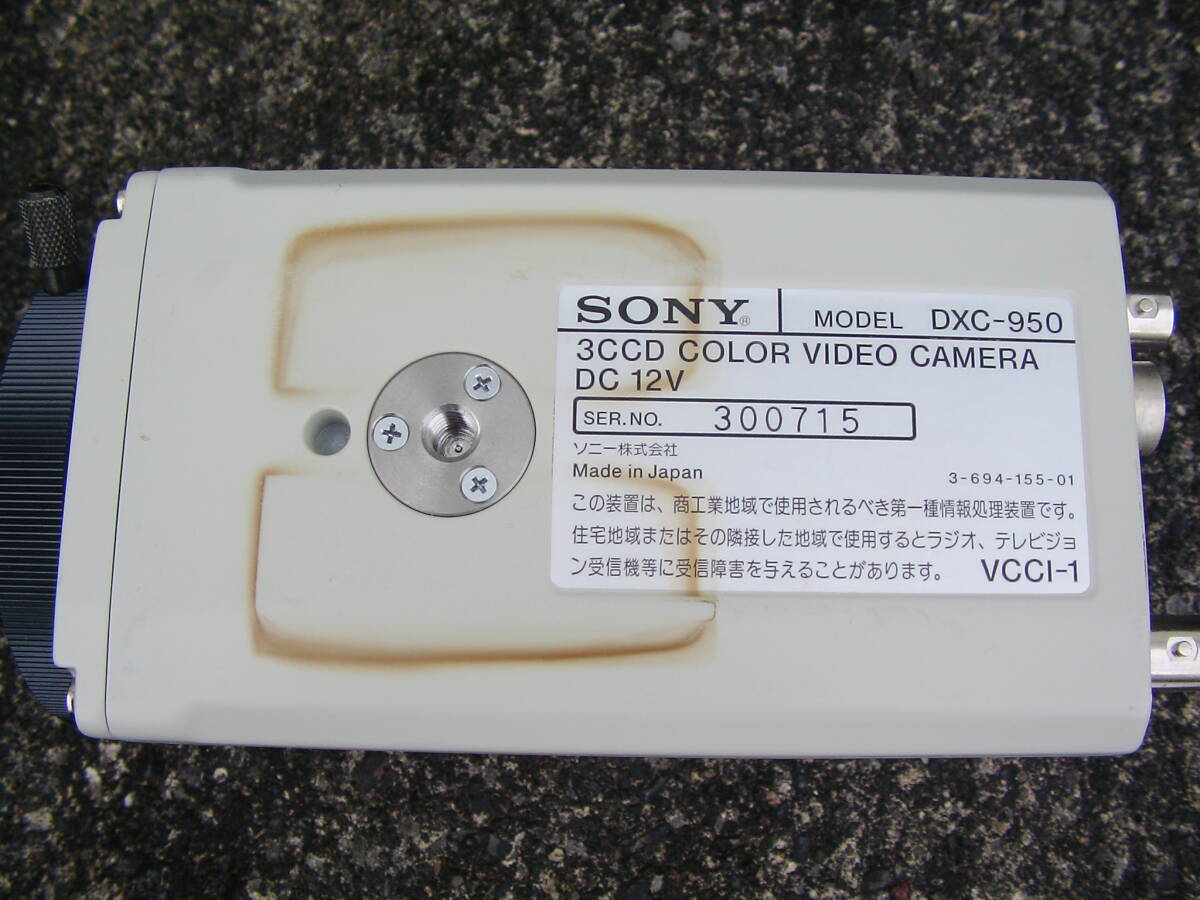 SONY® MODEL DXC-950
3CCD COLOR VIDEO CAMERA
DC 12V
SER.NO. 300715
ソニー株式会社
Made in Japan 3-694-155-01
この装置は、商工業地域で使用されるべき第一種情報処理装置です。
住宅地域またはその隣接した地域で使用するとラジオ、テレビジョ
ン受信機等に受信障害を与えることがあります。 VCCI-1